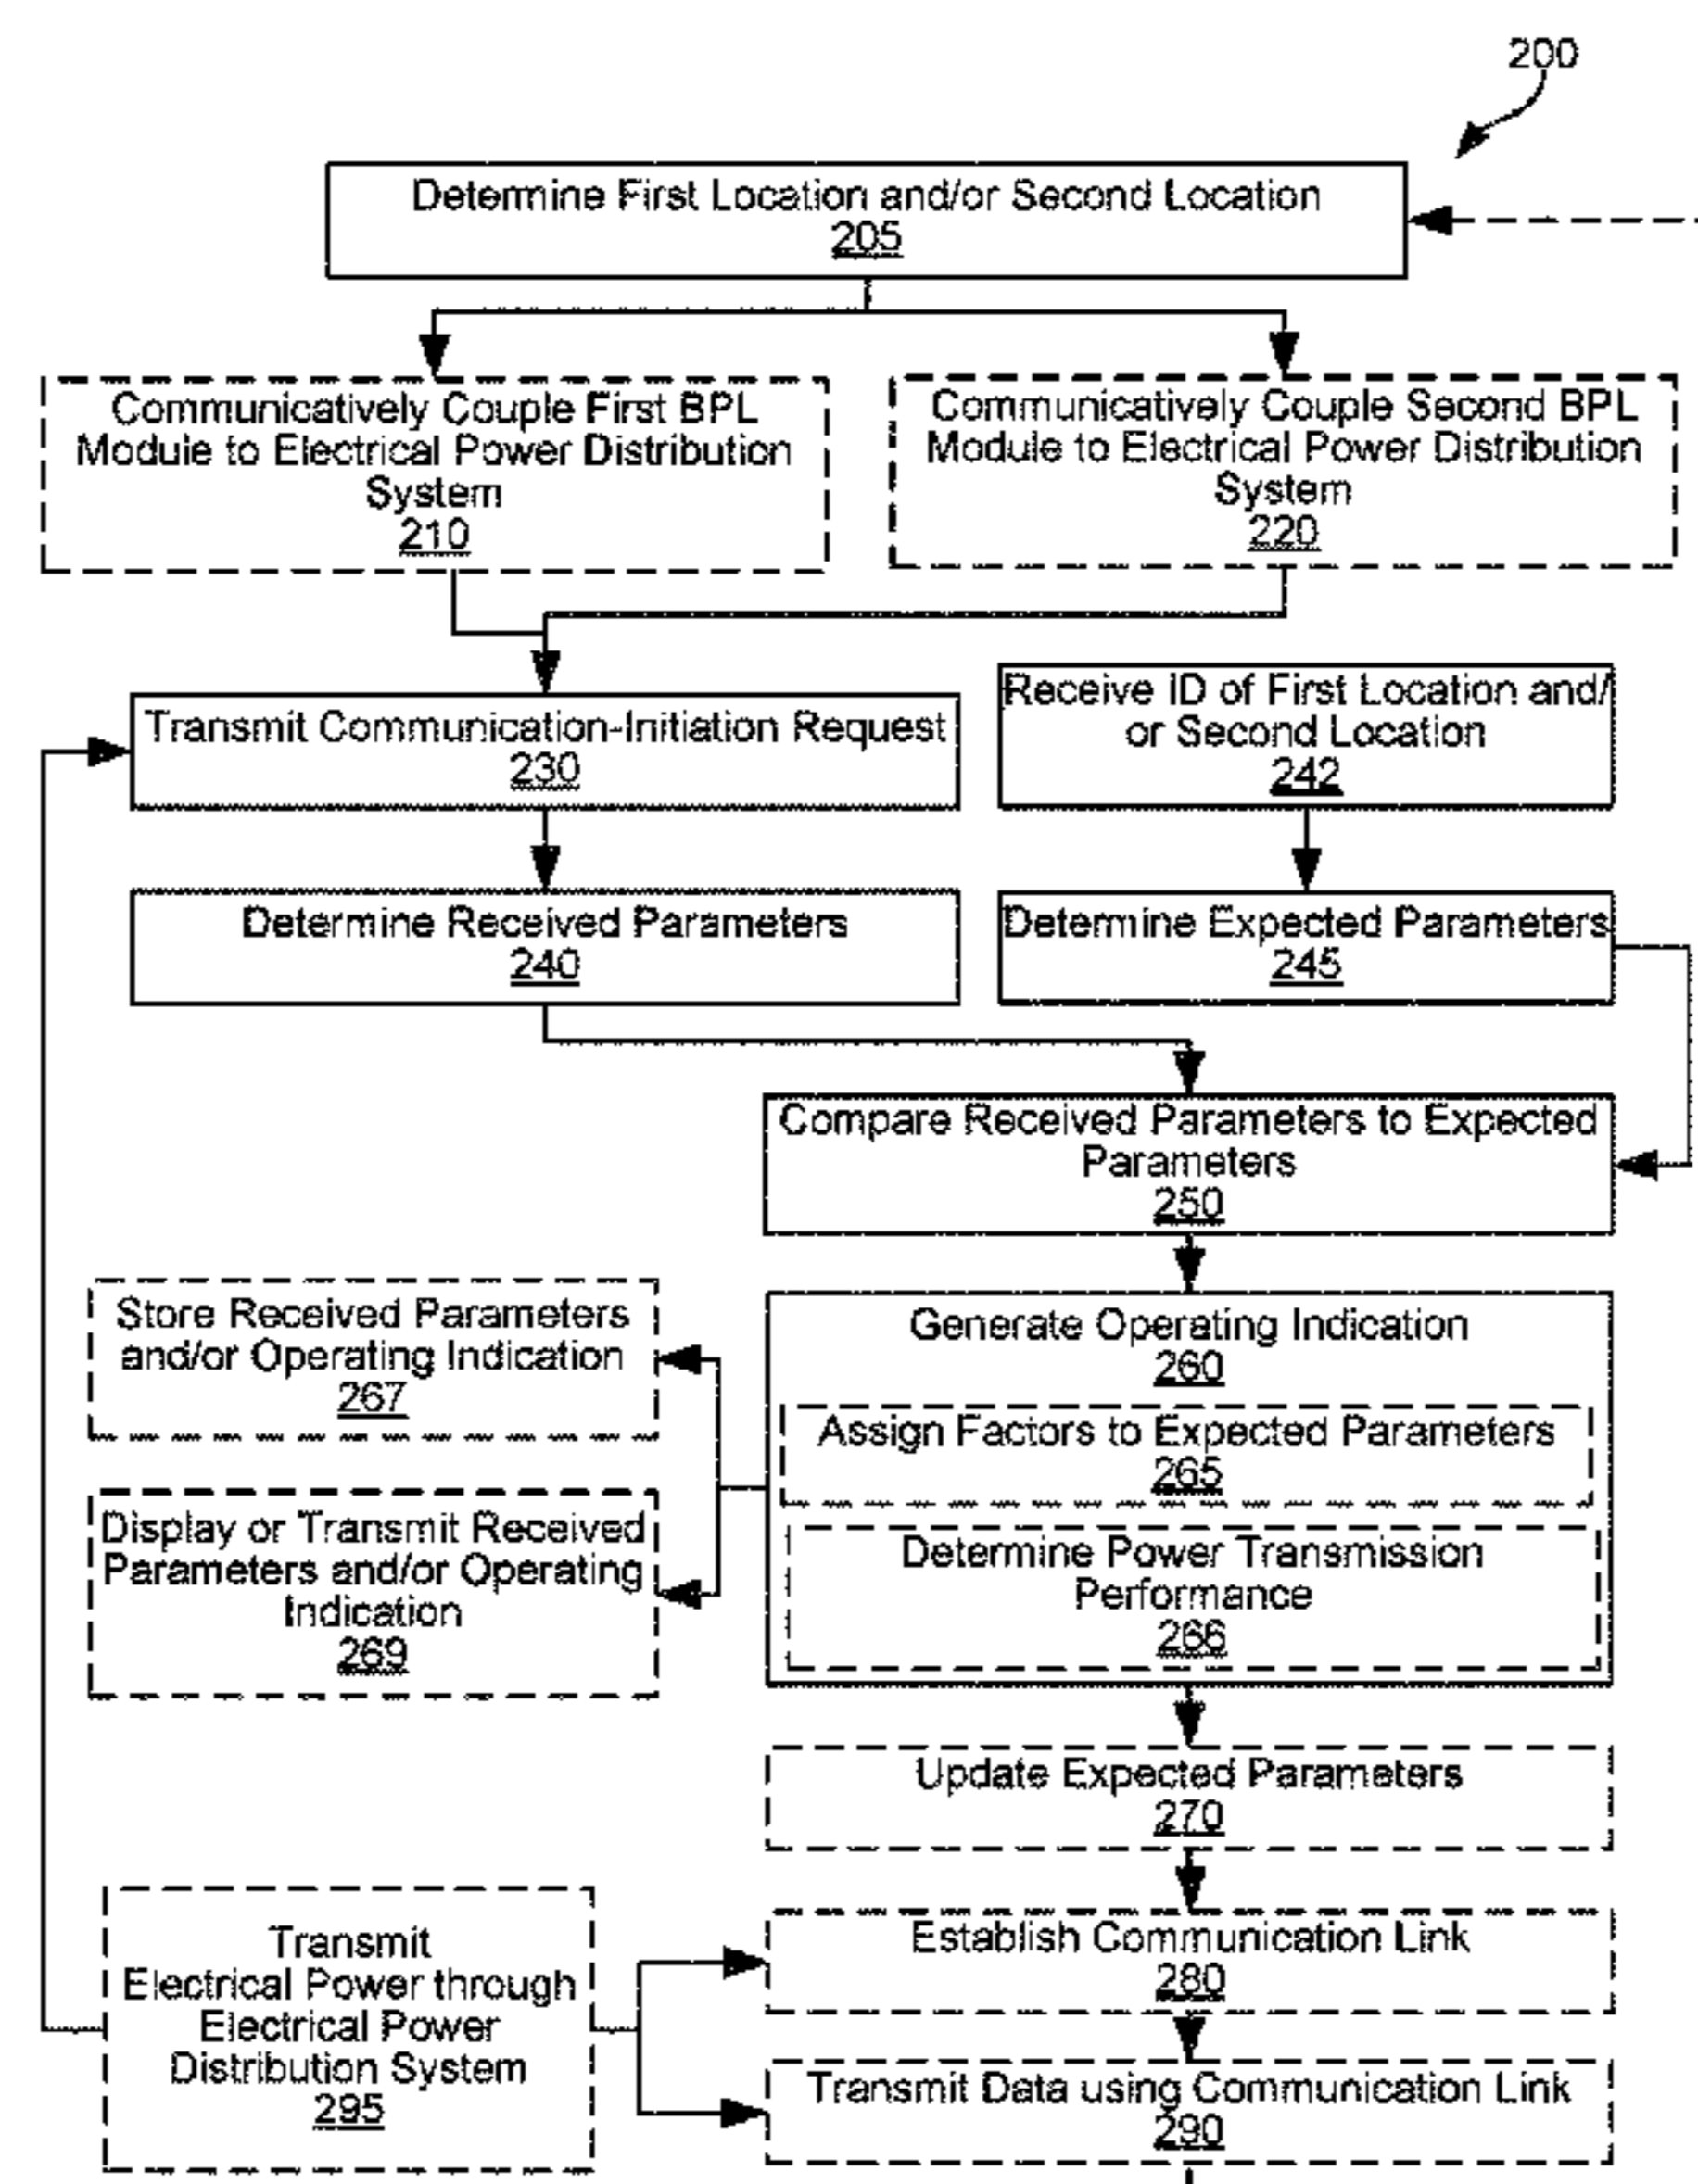 200
Determine First Location and/or Second Location
205
Communicatively Couple First BPL
Module to Electrical Power Distribution
System
210
Communicatively Couple Second BPL
Module to Electrical Power Distribution
System
220
Transmit Communication-Initiation Request
230
Receive ID of First Location and/
or Second Location
242
Determine Received Parameters
240
Determine Expected Parameters
245
Compare Received Parameters to Expected
Parameters
250
Store Received Parameters
and/or Operating Indication
267
Generate Operating Indication
260
Assign Factors to Expected Parameters
265
Display or Transmit Received
Parameters and/or Operating
Indication
269
Determine Power Transmission
Performance
266
Update Expected Parameters
270
Transmit
Electrical Power through
Electrical Power
Distribution System
295
Establish Communication Link
280
Transmit Data using Communication Link
290